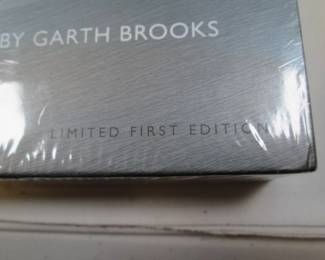 BY GARTH BROOKS
LIMITED FIRST EDITION